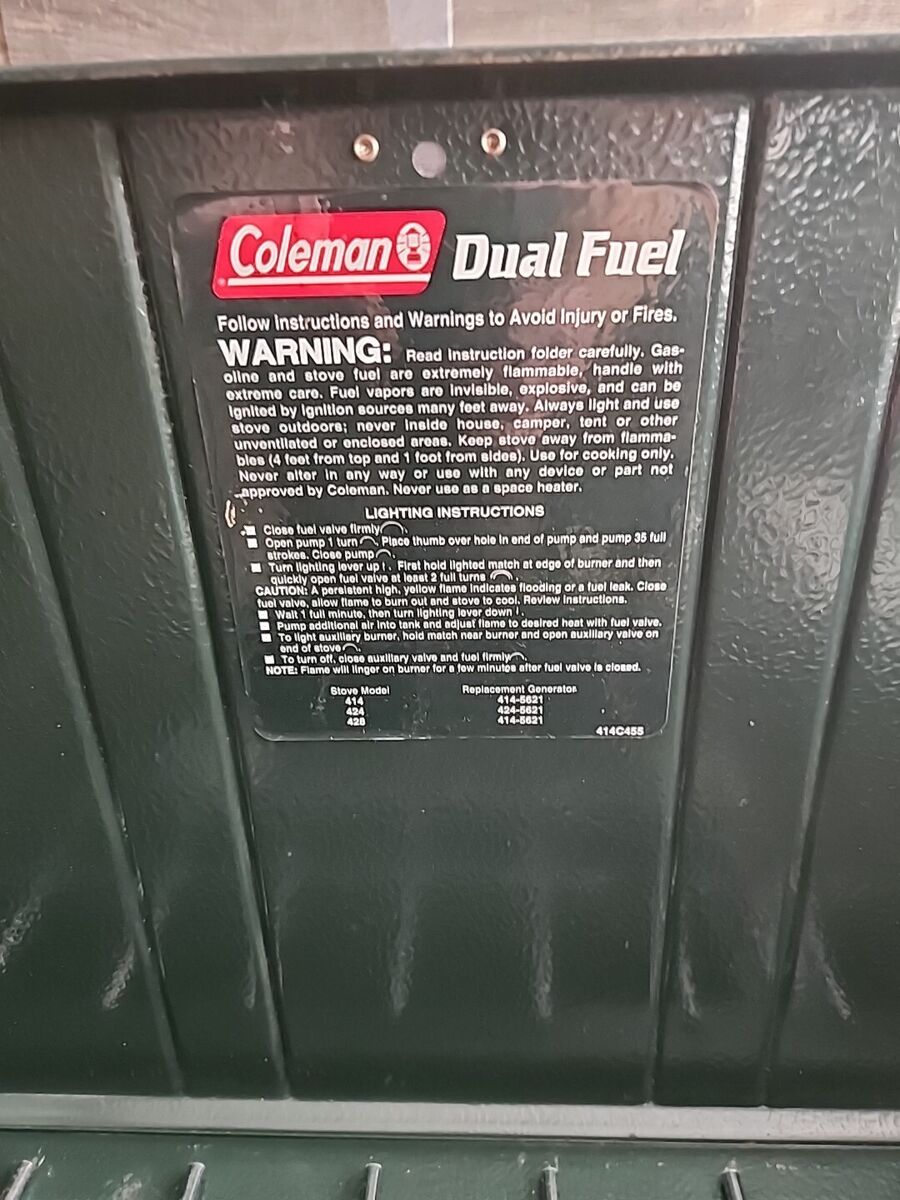 Coleman Dual Fuel
Follow Instructions and Warnings to Avoid Injury or Fires.
WARNING: Read instruction folder carefully. Gas-
oline and stove fuel are extremely flammable, handle with
extreme care. Fuel vapors are invisible, explosive, and can be
ignited by ignition sources many feet away. Always light and use
stove outdoors; never inside house, camper, tent or other
unventilated or enclosed areas. Keep stove away from flamma-
bles (4 feet from top and 1 foot from sides). Use for cooking only.
Never alter in any way or use with any device or part not
approved by Coleman. Never use as a space heater.
LIGHTING INSTRUCTIONS
■ Close fuel valve firmly.
■ Open pump 1 turn. Place thumb over hole in end of pump and pump 35 full
strokes. Close pump.
■ Turn lighting lever up. First hold lighted match at edge of burner and then
quickly open fuel valve at least 2 full turns.
CAUTION: A persistent high, yellow flame indicates flooding or a fuel leak. Close
fuel valve, allow flame to burn out and stove to cool. Review instructions.
■ Wait 1 full minute, then turn lighting lever down.
■ Pump additional air into tank and adjust flame to desired heat with fuel valve.
■ To light auxiliary burner, hold match near burner and open auxiliary valve on
end of stove.
■ To turn off, close auxiliary valve and fuel firmly.
NOTE: Flame will linger on burner for a few minutes after fuel valve is closed.
Stove Model Replacement Generator
414 414-5621
424 424-5621
428 414-5621
414C455